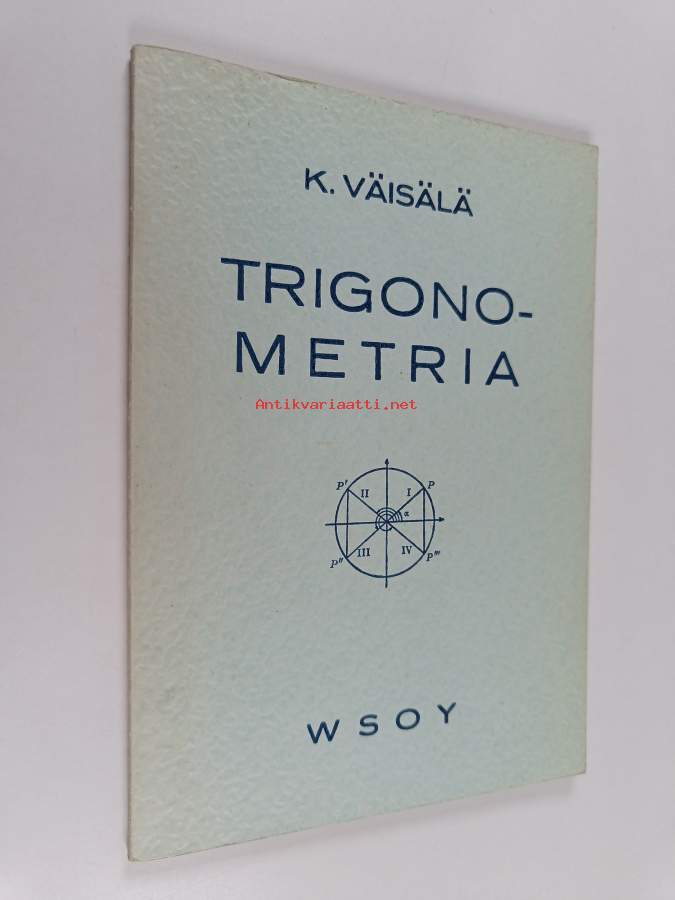 K. VÄISÄLÄ
TRIGONO-
METRIA
Antikvariaatti.net
P' II I P
α
P'' III IV P'''
WSOY